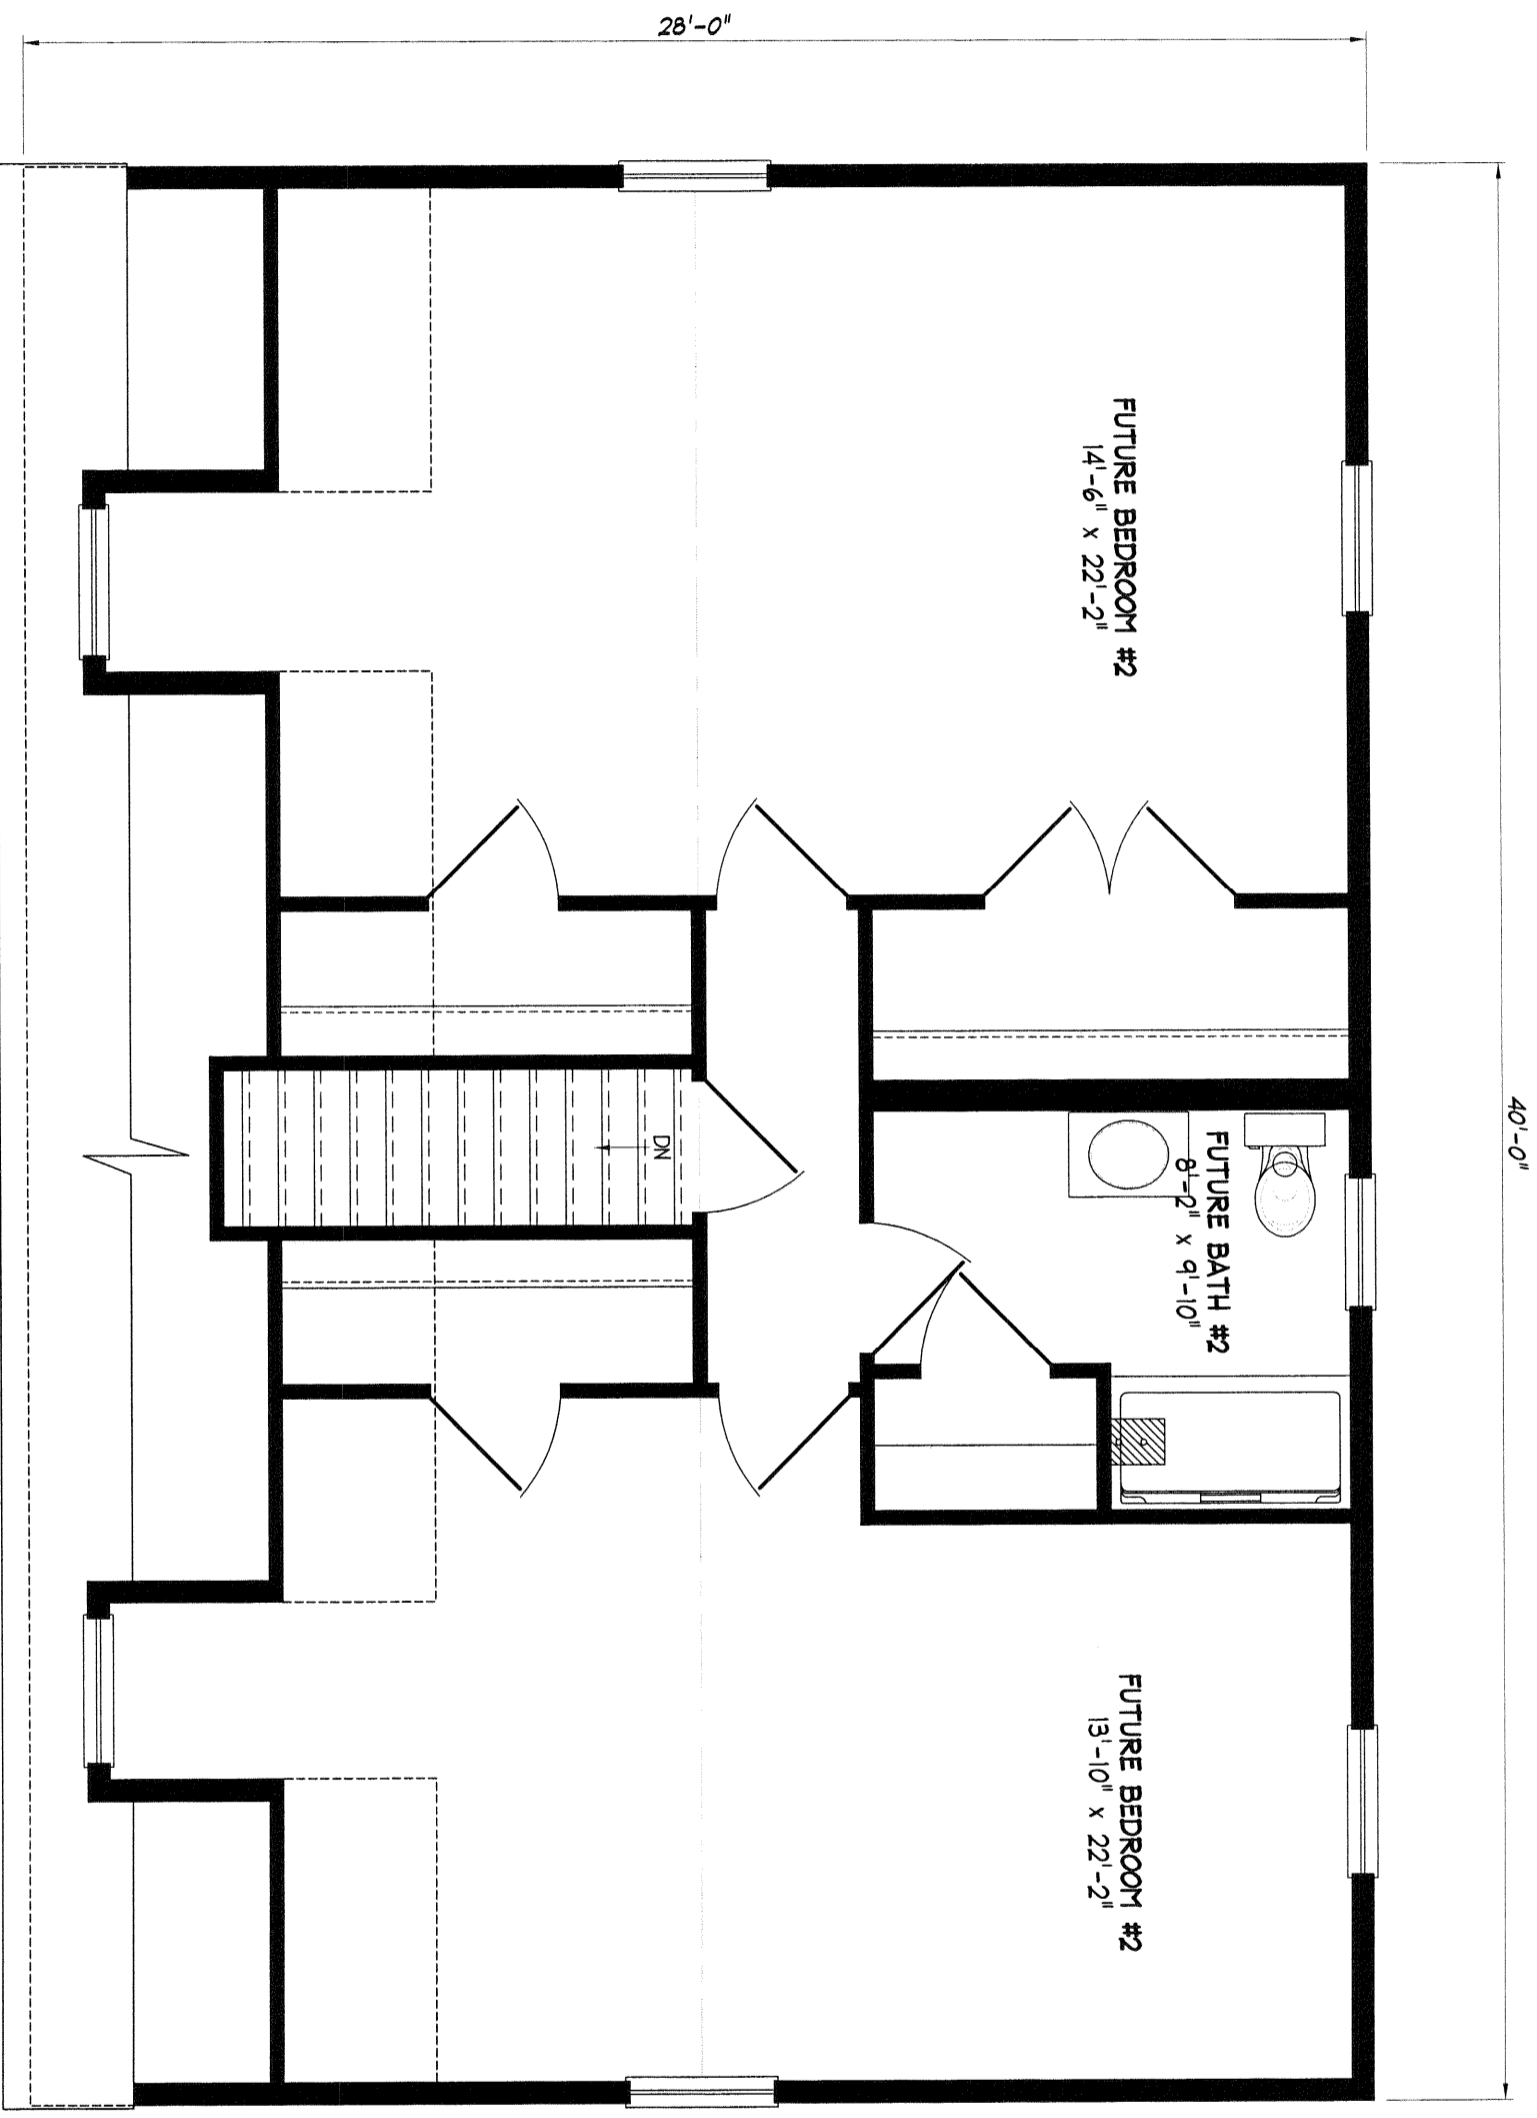 40'-0"
28'-0"
FUTURE BEDROOM #2
14'-6" x 22'-2"
FUTURE BATH #2
8'-2" x 9'-10"
FUTURE BEDROOM #2
13'-10" x 22'-2"
DN